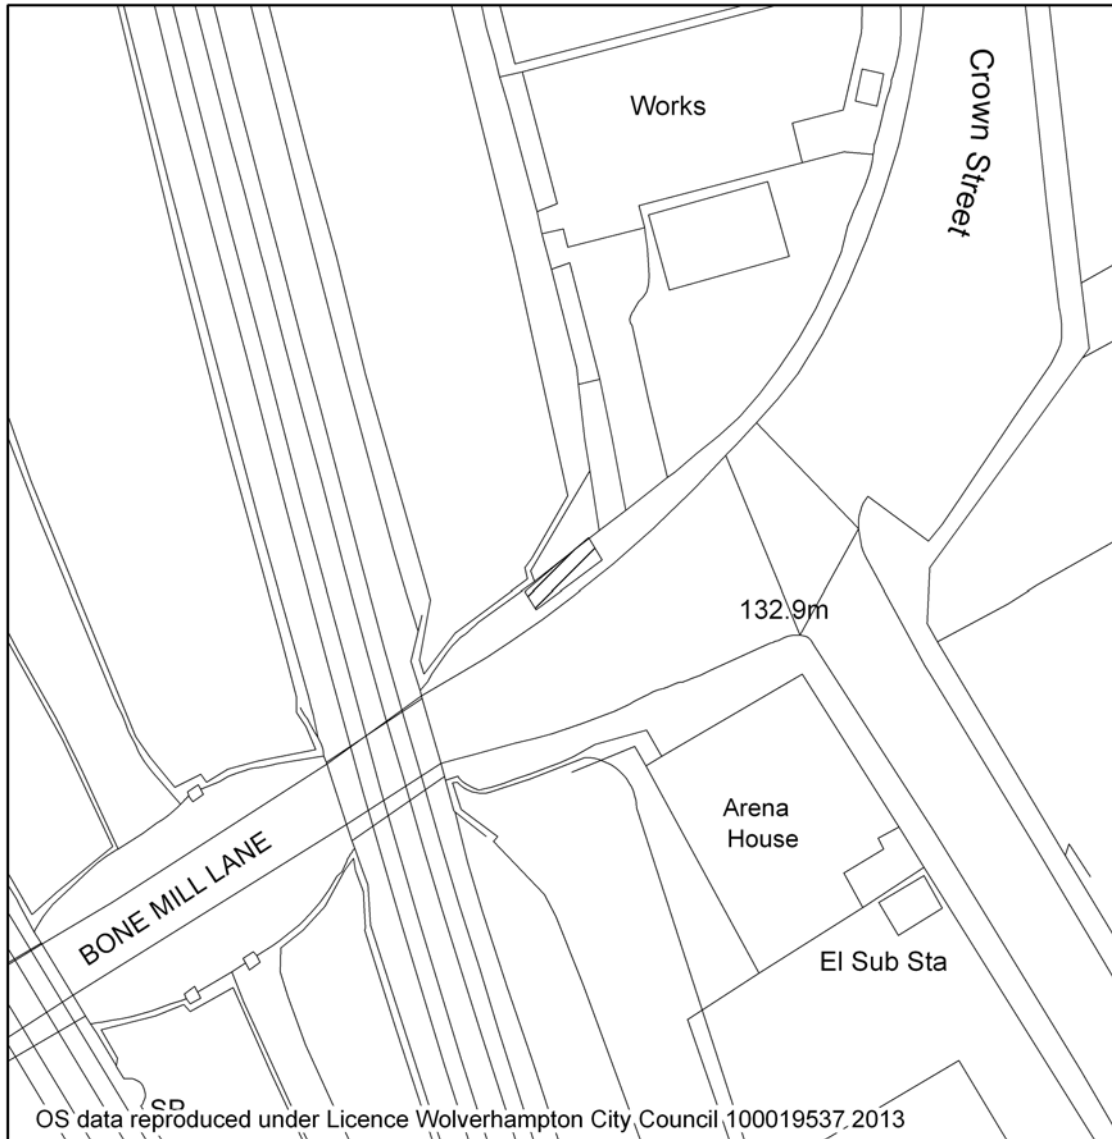 Works
Crown Street
132.9m
Arena
House
BONE MILL LANE
El Sub Sta
SP
OS data reproduced under Licence Wolverhampton City Council 100019537 2013